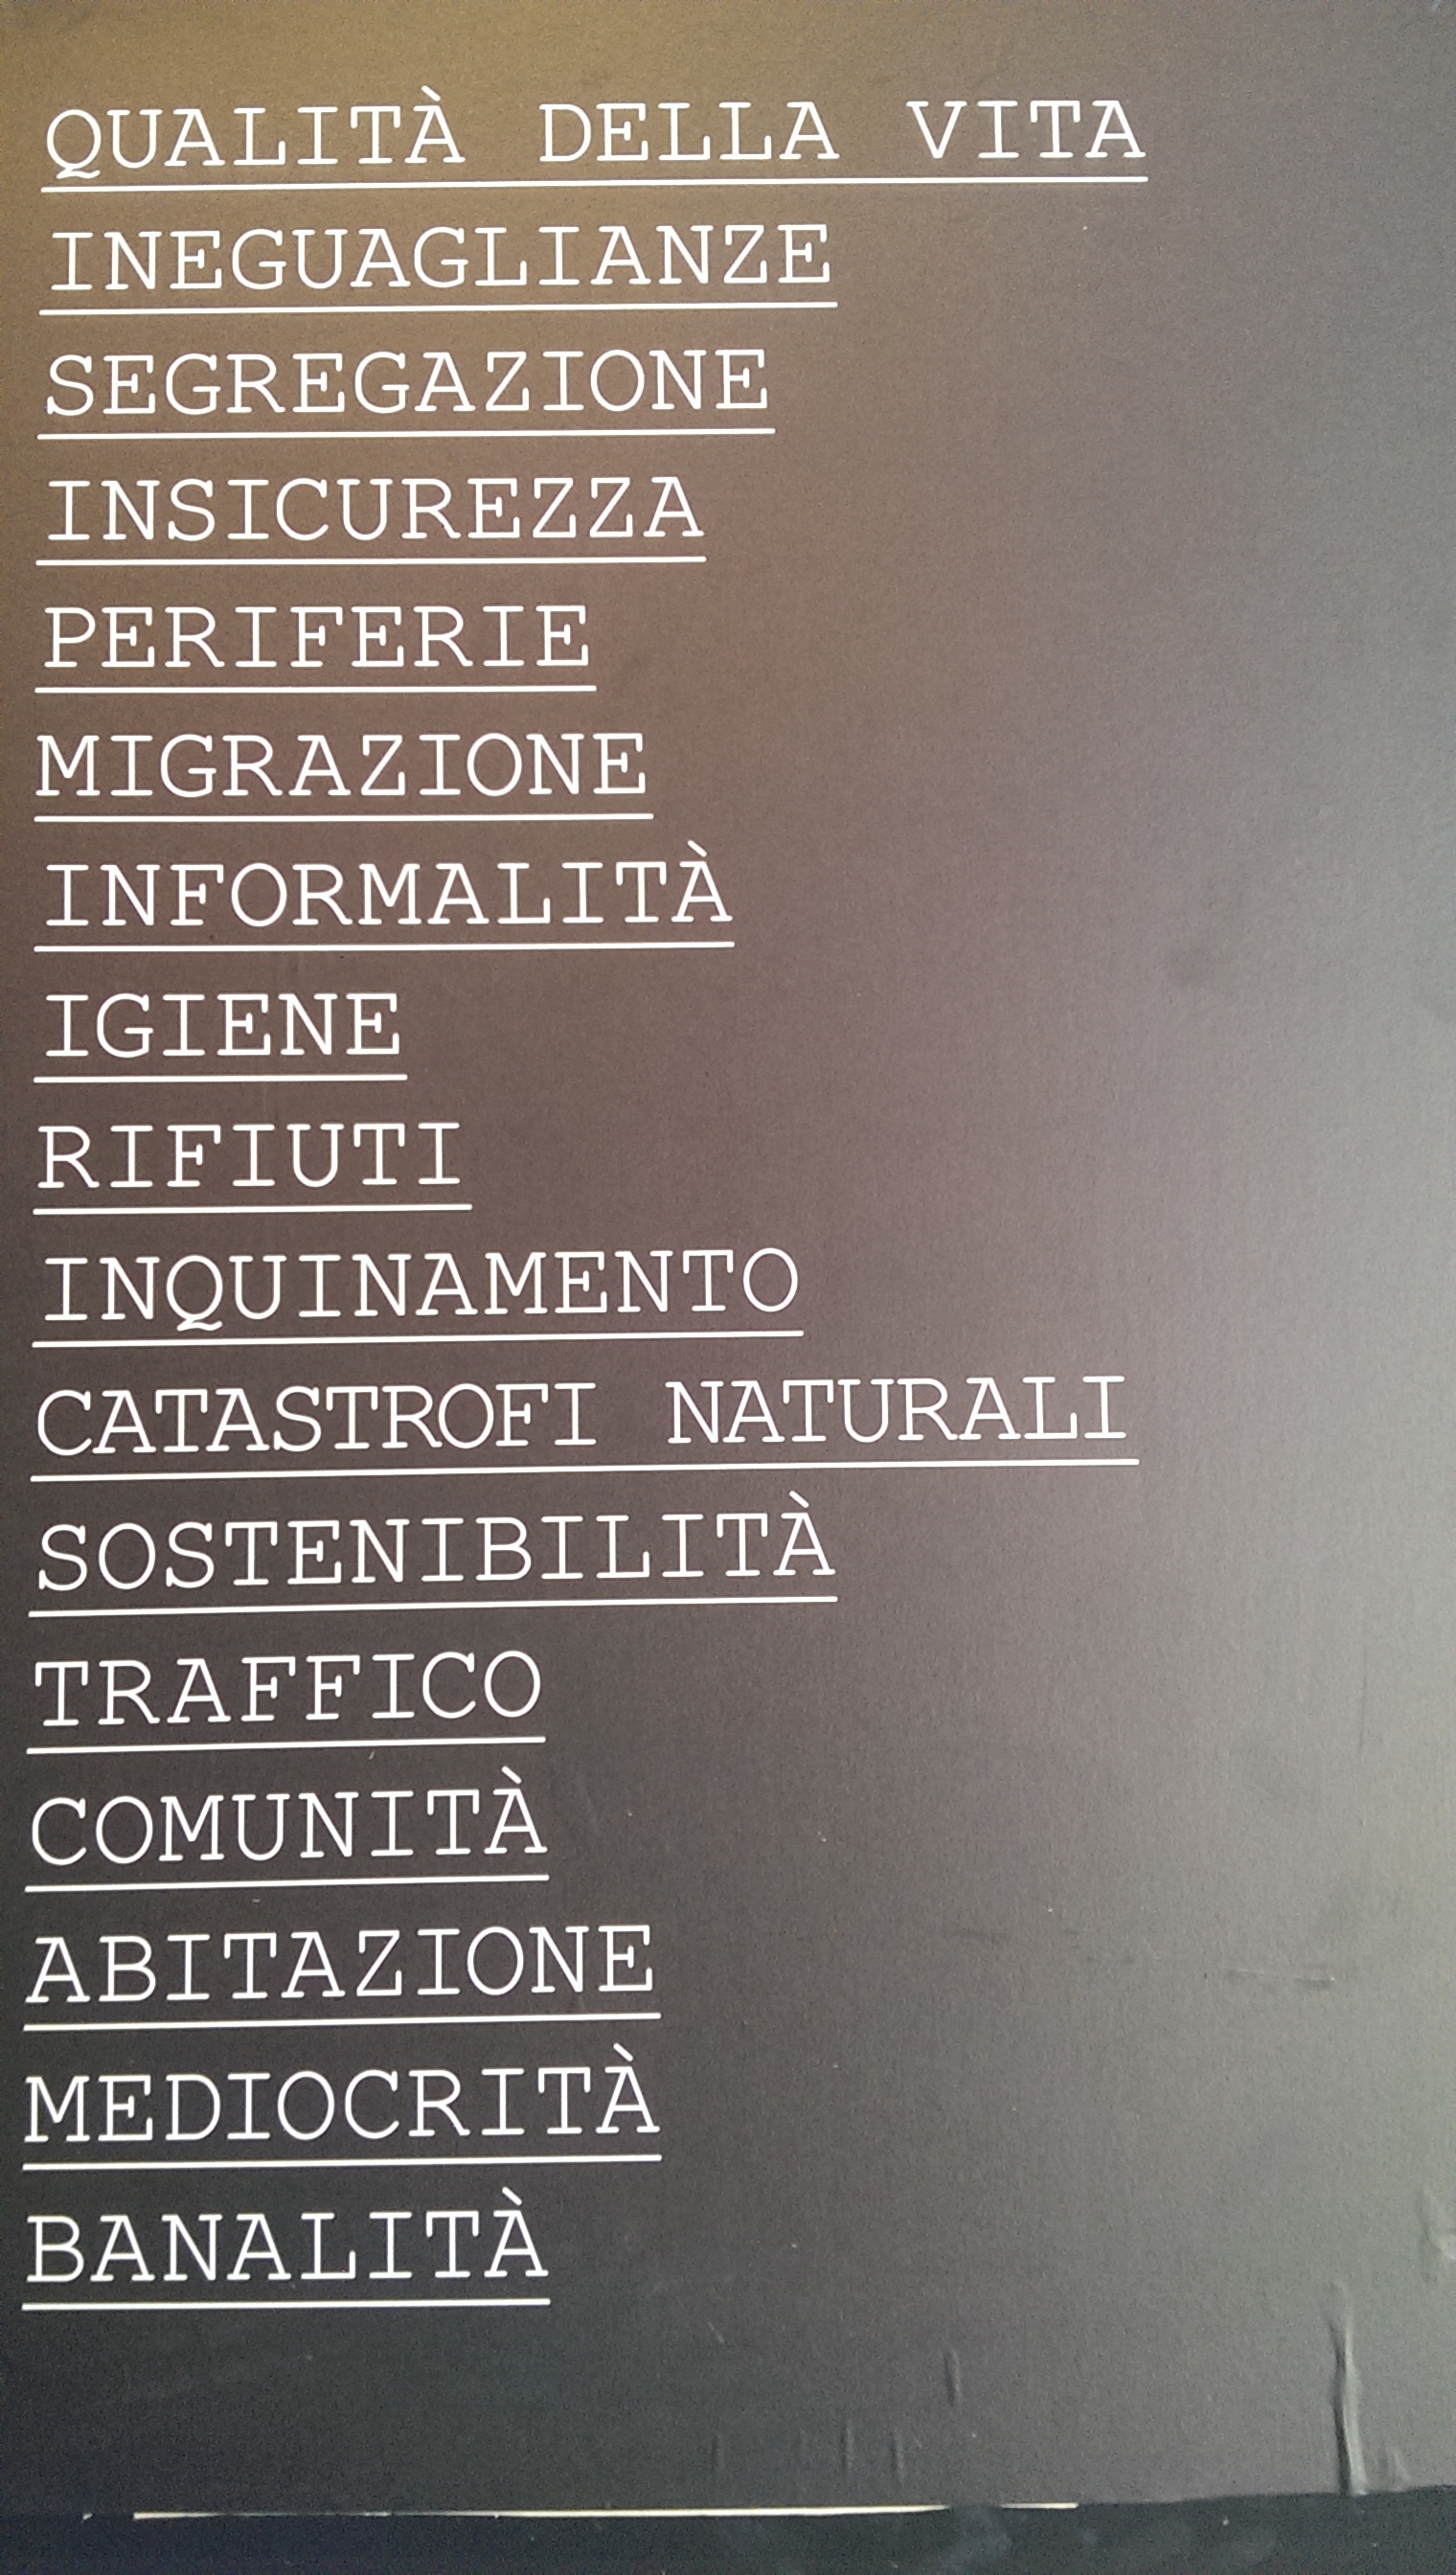 QUALITÀ DELLA VITA
INEGUAGLIANZE
SEGREGAZIONE
INSICUREZZA
PERIFERIE
MIGRAZIONE
INFORMALITÀ
IGIENE
RIFIUTI
INQUINAMENTO
CATASTROFI NATURALI
SOSTENIBILITÀ
TRAFFICO
COMUNITÀ
ABITAZIONE
MEDIOCRITÀ
BANALITÀ